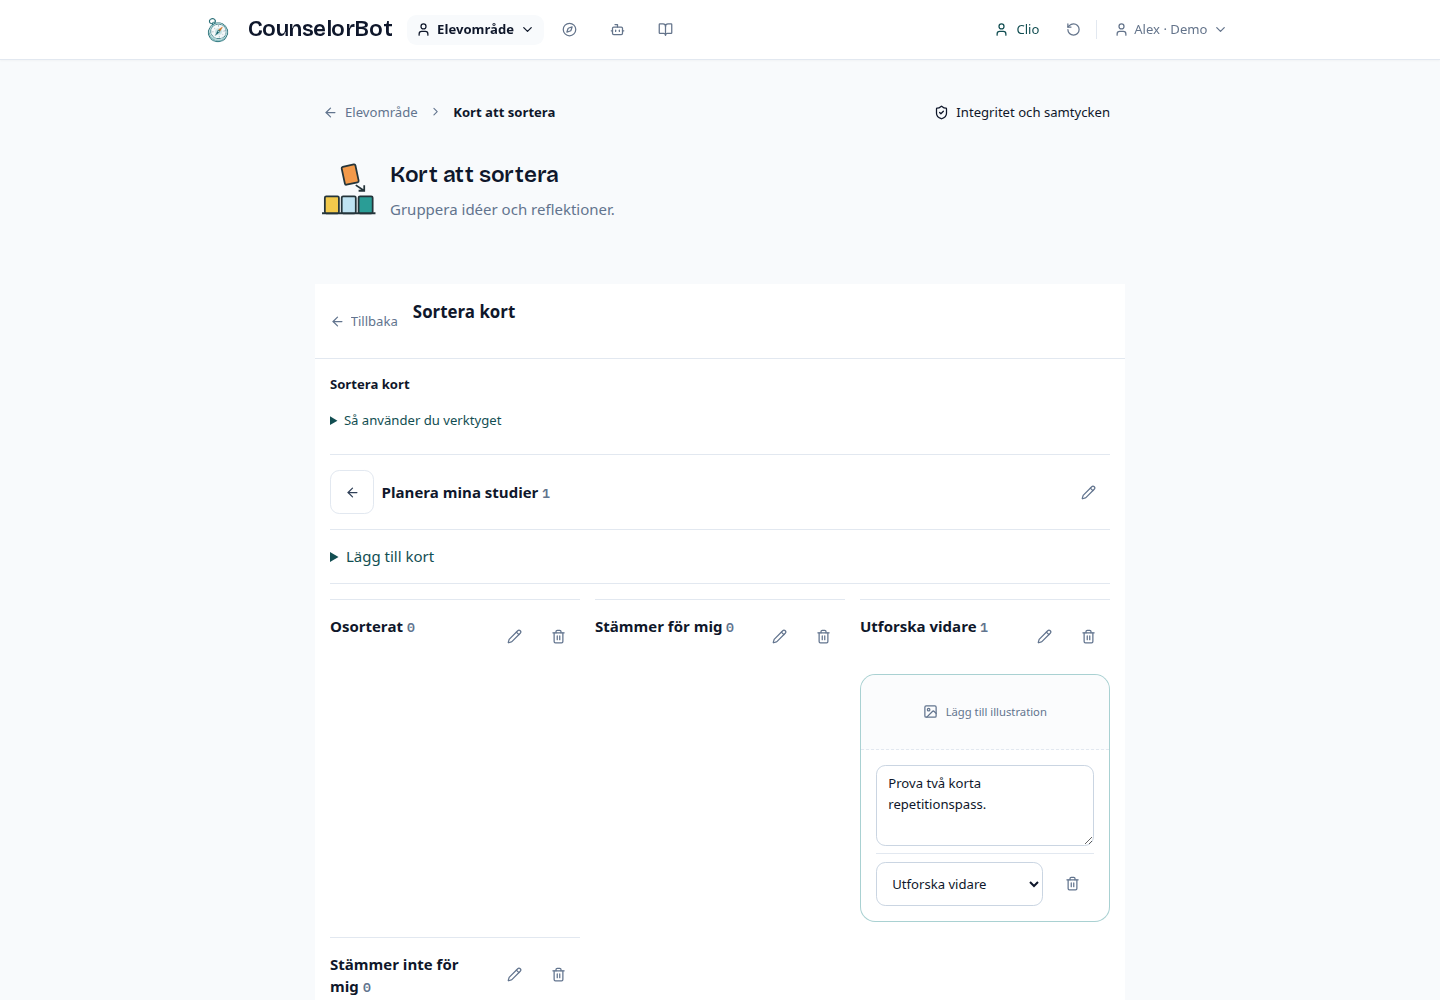 CounselorBot
Elevområde
Clio
Alex · Demo
Elevområde
Kort att sortera
Integritet och samtycken
Kort att sortera
Gruppera idéer och reflektioner.
Tillbaka
Sortera kort
Sortera kort
Så använder du verktyget
Planera mina studier 1
Lägg till kort
Osorterat 0
Stämmer för mig 0
Utforska vidare 1
Lägg till illustration
Prova två korta
repetitionspass.
Utforska vidare
Stämmer inte för
mig 0